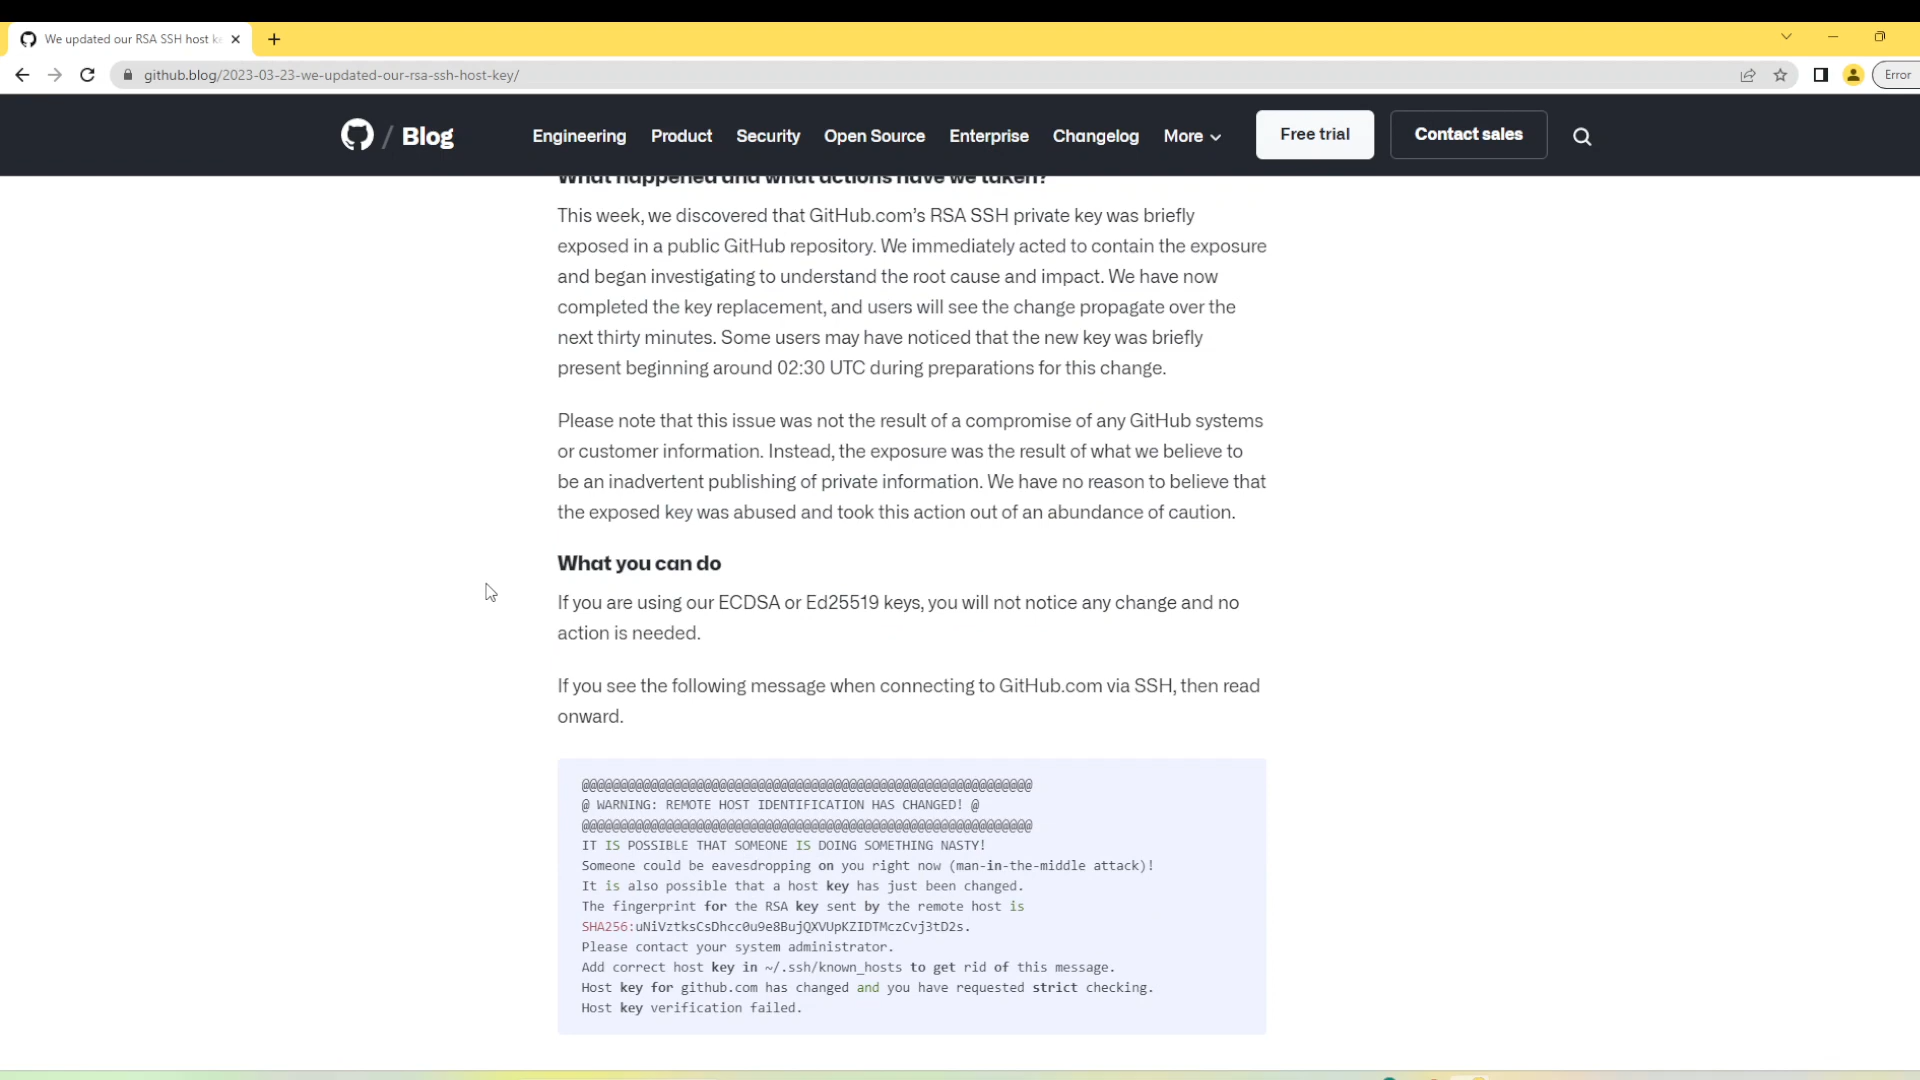 We updated our RSA SSH host ke
github.blog/2023-03-23-we-updated-our-rsa-ssh-host-key/
Error
/ Blog
Engineering Product Security Open Source Enterprise Changelog More
Free trial
Contact sales
What happened and what actions have we taken?
This week, we discovered that GitHub.com’s RSA SSH private key was briefly
exposed in a public GitHub repository. We immediately acted to contain the exposure
and began investigating to understand the root cause and impact. We have now
completed the key replacement, and users will see the change propagate over the
next thirty minutes. Some users may have noticed that the new key was briefly
present beginning around 02:30 UTC during preparations for this change.
Please note that this issue was not the result of a compromise of any GitHub systems
or customer information. Instead, the exposure was the result of what we believe to
be an inadvertent publishing of private information. We have no reason to believe that
the exposed key was abused and took this action out of an abundance of caution.
What you can do
If you are using our ECDSA or Ed25519 keys, you will not notice any change and no
action is needed.
If you see the following message when connecting to GitHub.com via SSH, then read
onward.
@@@@@@@@@@@@@@@@@@@@@@@@@@@@@@@@@@@@@@@@@@@@@@@@@@@@@@@@@@@
@ WARNING: REMOTE HOST IDENTIFICATION HAS CHANGED! @
@@@@@@@@@@@@@@@@@@@@@@@@@@@@@@@@@@@@@@@@@@@@@@@@@@@@@@@@@@@
IT IS POSSIBLE THAT SOMEONE IS DOING SOMETHING NASTY!
Someone could be eavesdropping on you right now (man-in-the-middle attack)!
It is also possible that a host key has just been changed.
The fingerprint for the RSA key sent by the remote host is
SHA256:uNiVztksCsDhcc0u9e8BujQXVUpKZIDTMczCvj3tD2s.
Please contact your system administrator.
Add correct host key in ~/.ssh/known_hosts to get rid of this message.
Host key for github.com has changed and you have requested strict checking.
Host key verification failed.